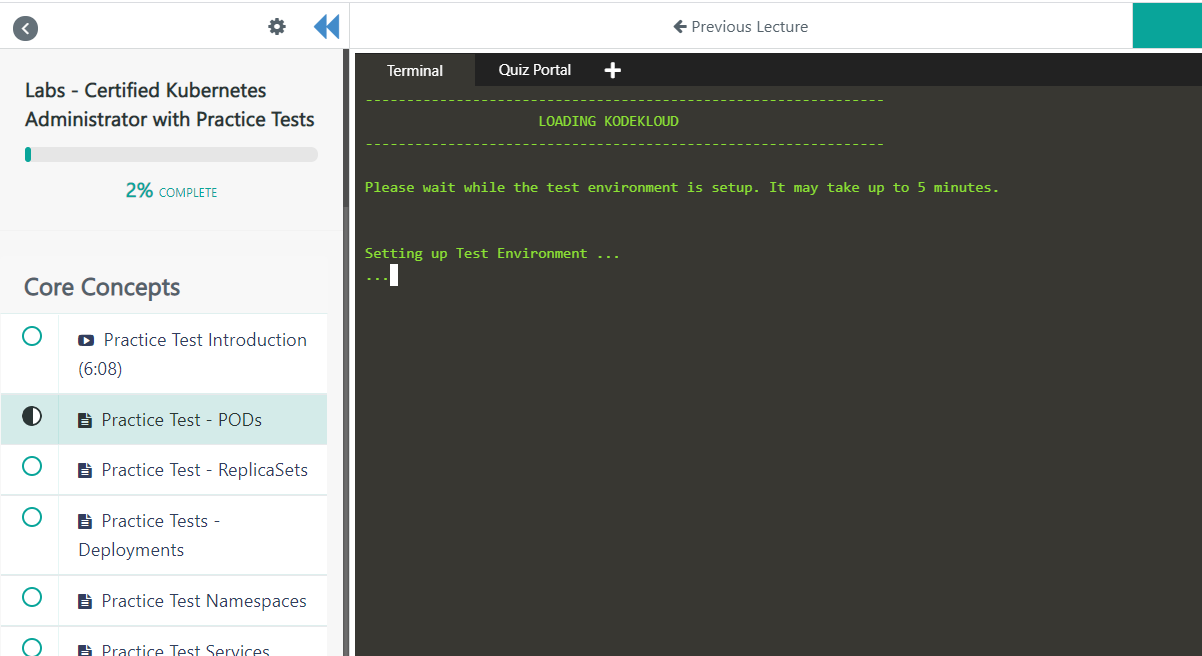 Previous Lecture
Labs - Certified Kubernetes
Administrator with Practice Tests
2% COMPLETE
Core Concepts
Practice Test Introduction
(6:08)
Practice Test - PODs
Practice Test - ReplicaSets
Practice Tests -
Deployments
Practice Test Namespaces
Practice Test Services
Terminal
Quiz Portal
---------------------------------------------------------------
LOADING KODEKLOUD
---------------------------------------------------------------
Please wait while the test environment is setup. It may take up to 5 minutes.
Setting up Test Environment ...
...